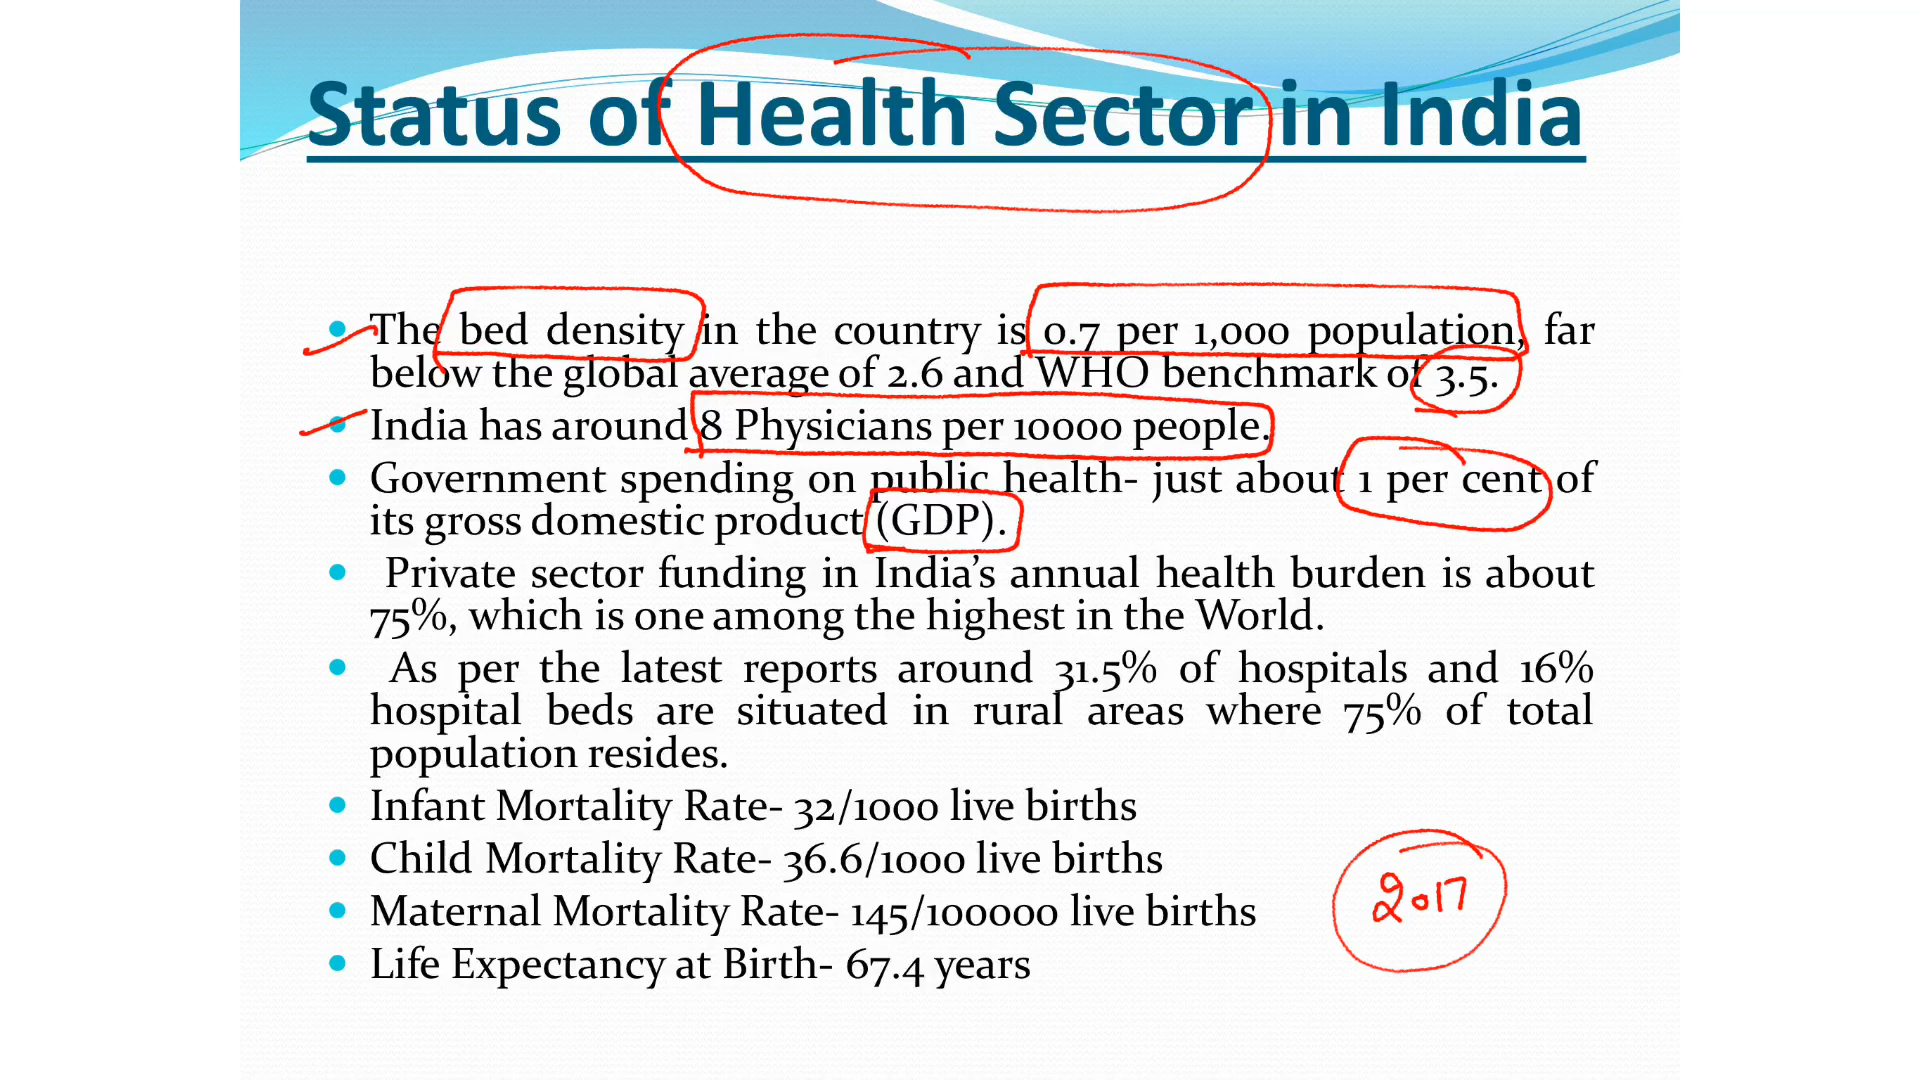 Status of Health Sector in India
The bed density in the country is 0.7 per 1,000 population, far
below the global average of 2.6 and WHO benchmark of 3.5.
India has around 8 Physicians per 10000 people.
Government spending on public health- just about 1 per cent of
its gross domestic product (GDP).
Private sector funding in India's annual health burden is about
75%, which is one among the highest in the World.
As per the latest reports around 31.5% of hospitals and 16%
hospital beds are situated in rural areas where 75% of total
population resides.
Infant Mortality Rate- 32/1000 live births
Child Mortality Rate- 36.6/1000 live births
Maternal Mortality Rate- 145/100000 live births
2017
Life Expectancy at Birth- 67.4 years